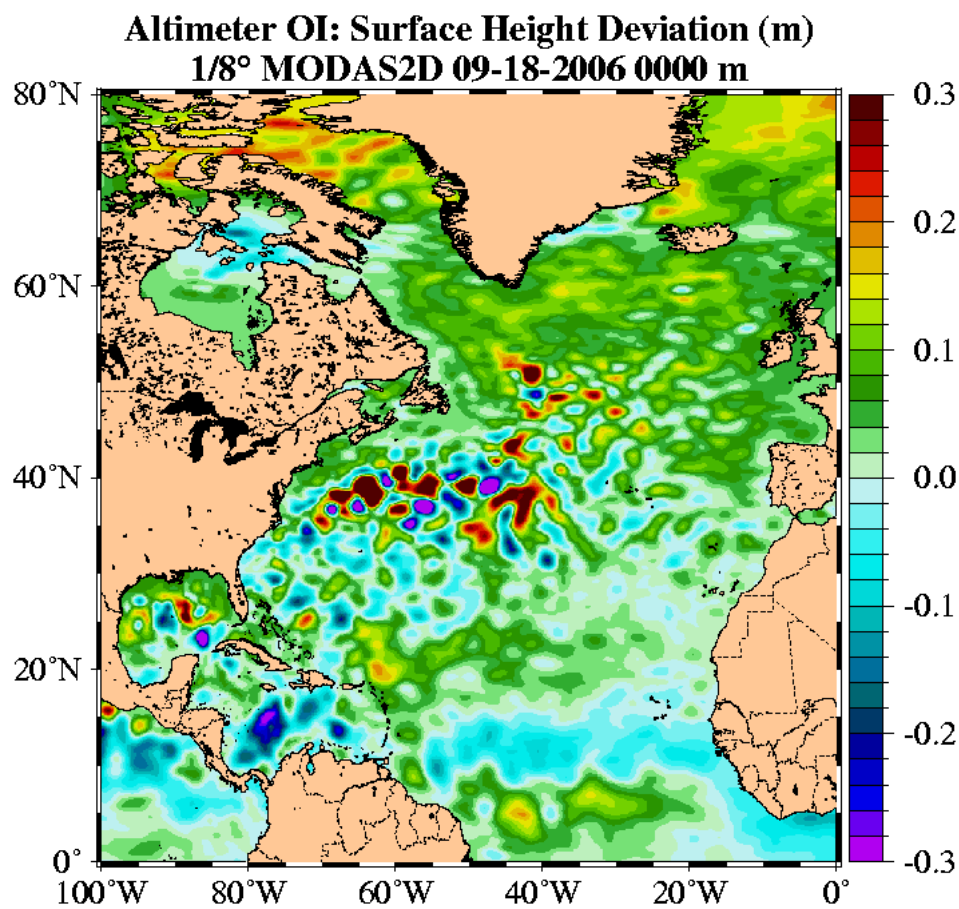 Altimeter OI: Surface Height Deviation (m)
1/8° MODAS2D 09-18-2006 0000 m
80°N
60°N
40°N
20°N
0°
100°W
80°W
60°W
40°W
20°W
0°
0.3
0.2
0.1
0.0
-0.1
-0.2
-0.3